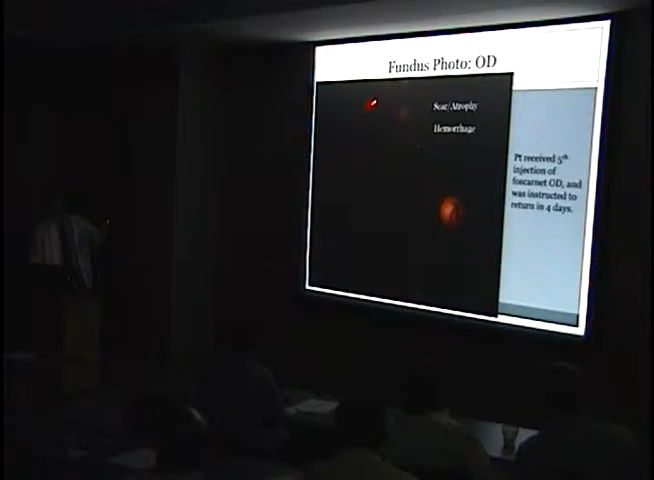 Fundus Photo: OD
Scar/Atrophy
Hemorrhage
Pt received 5th
injection of
foscarnet OD, and
was instructed to
return in 4 days.